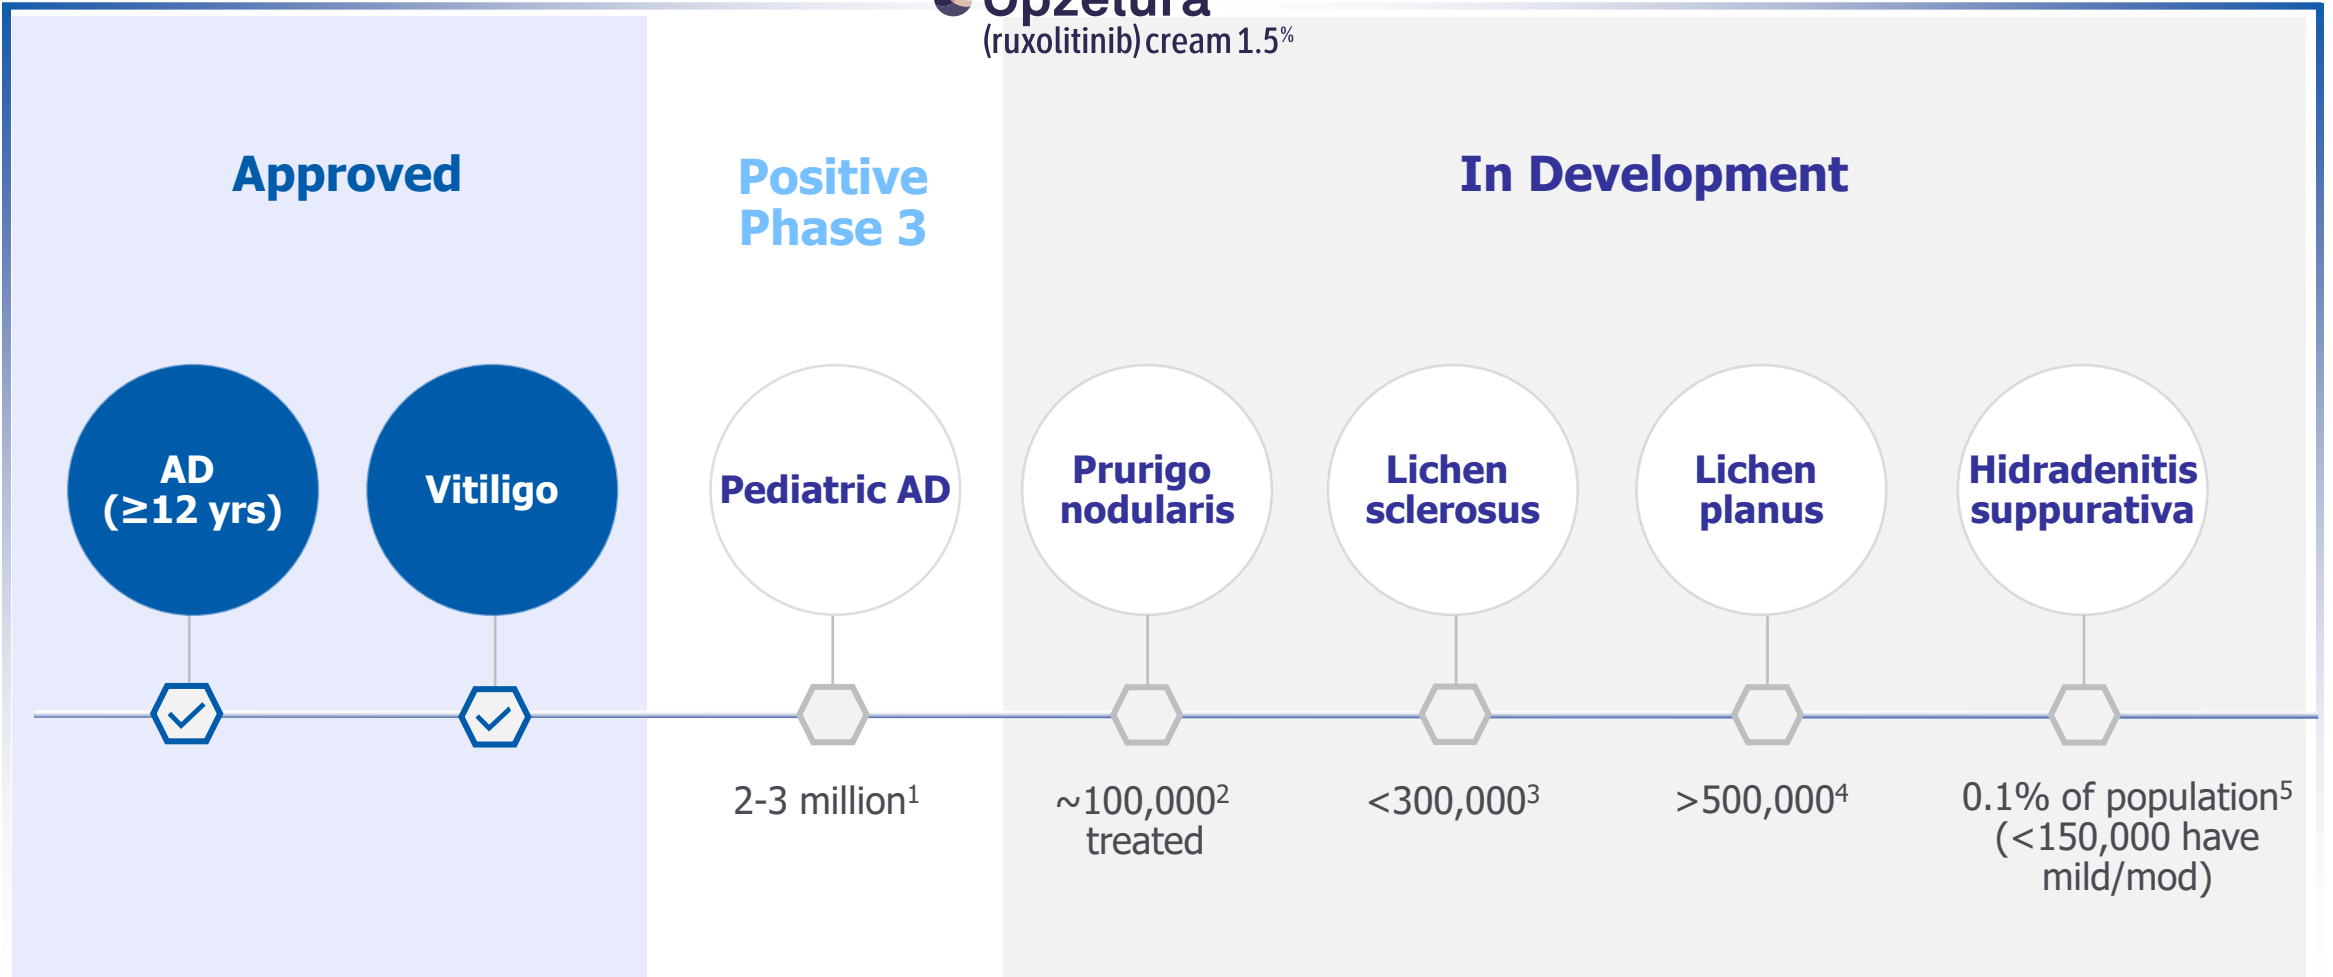 Opzelura
(ruxolitinib) cream 1.5%
Approved
Positive
Phase 3
In Development
AD
(≥12 yrs)
Vitiligo
Pediatric AD
Prurigo
nodularis
Lichen
sclerosus
Lichen
planus
Hidradenitis
suppurativa
2-3 million¹
~100,000²
treated
<300,000³
>500,000⁴
0.1% of population⁵
(<150,000 have
mild/mod)